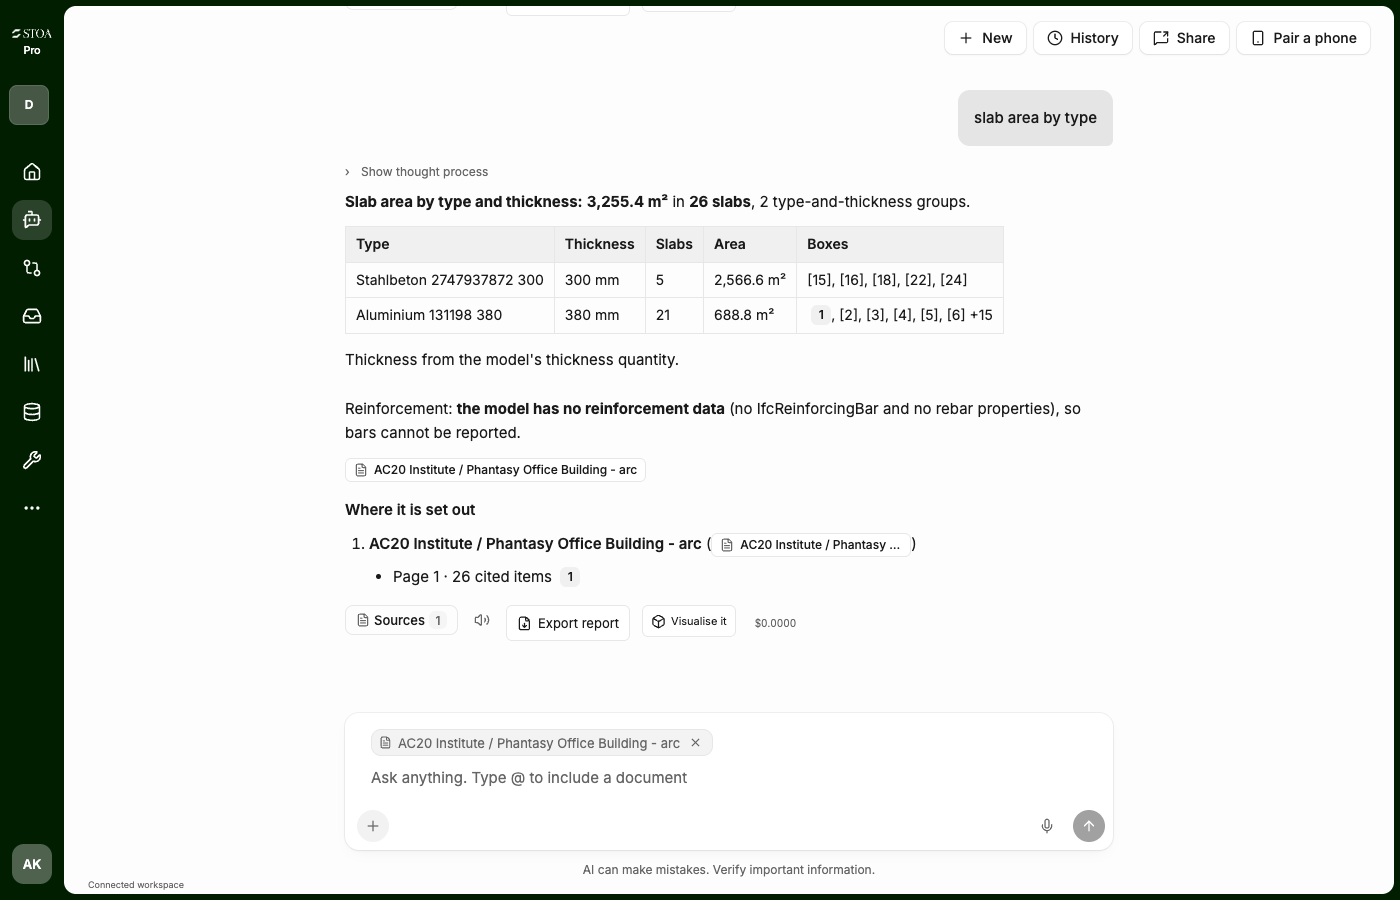 STOA
Pro
D
New
History
Share
Pair a phone
slab area by type
Show thought process
Slab area by type and thickness: 3,255.4 m² in 26 slabs, 2 type-and-thickness groups.
Type Thickness Slabs Area Boxes
Stahlbeton 2747937872 300 300 mm 5 2,566.6 m² [15], [16], [18], [22], [24]
Aluminium 131198 380 380 mm 21 688.8 m² 1, [2], [3], [4], [5], [6] +15
Thickness from the model's thickness quantity.
Reinforcement: the model has no reinforcement data (no IfcReinforcingBar and no rebar properties), so
bars cannot be reported.
AC20 Institute / Phantasy Office Building - arc
Where it is set out
1. AC20 Institute / Phantasy Office Building - arc (AC20 Institute / Phantasy ...)
• Page 1 · 26 cited items 1
Sources 1
Export report
Visualise it
$0.0000
AC20 Institute / Phantasy Office Building - arc
Ask anything. Type @ to include a document
AI can make mistakes. Verify important information.
AK
Connected workspace